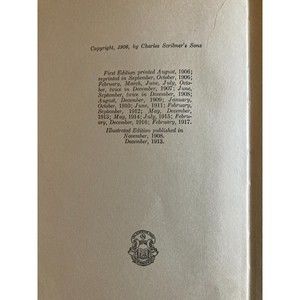 Copyright, 1906, by Charles Scribner's Sons
First Edition printed August, 1906;
reprinted in September, October, 1906;
February, March, June, July, Octo-
ber, twice in December, 1907; June,
September, twice in December, 1908;
August, December, 1909; January,
October, 1910; June, 1911; February,
September, 1912; May, December,
1913; May, 1914; July, 1915; Febru-
ary, December, 1916; February, 1917.
Illustrated Edition published in
November, 1908.
December, 1913.